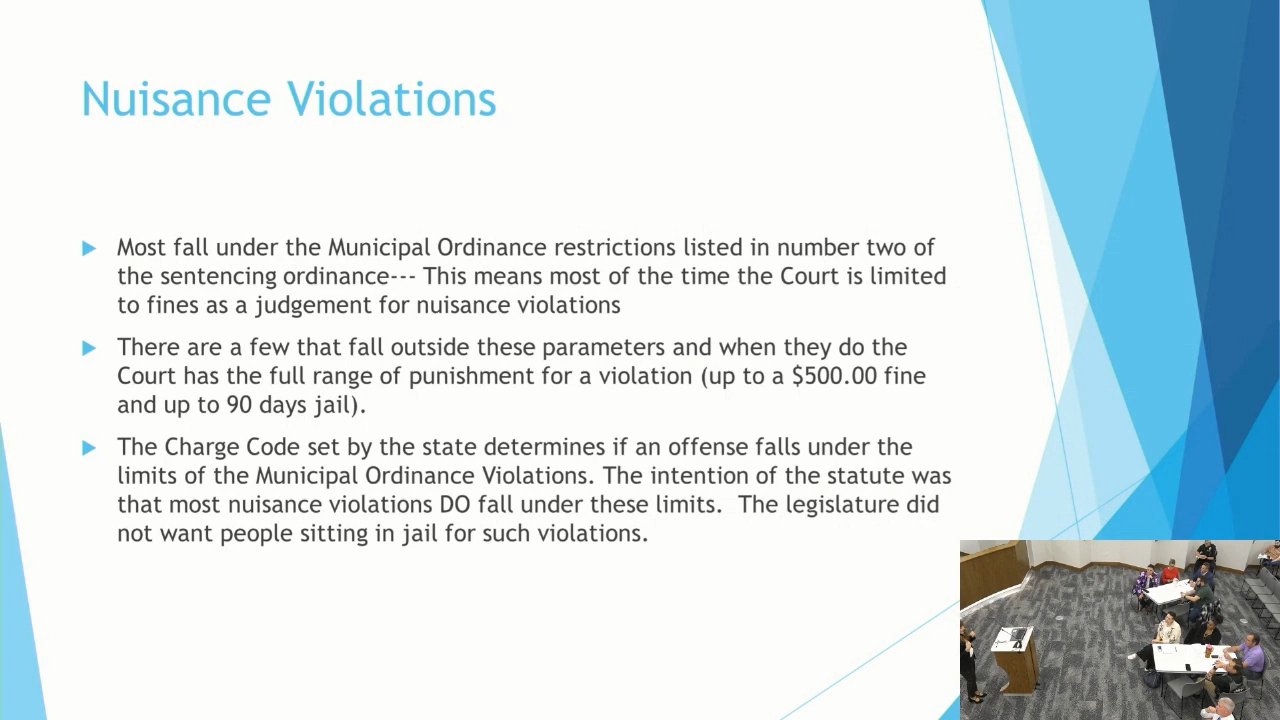 Nuisance Violations
Most fall under the Municipal Ordinance restrictions listed in number two of
the sentencing ordinance--- This means most of the time the Court is limited
to fines as a judgement for nuisance violations
There are a few that fall outside these parameters and when they do the
Court has the full range of punishment for a violation (up to a $500.00 fine
and up to 90 days jail).
The Charge Code set by the state determines if an offense falls under the
limits of the Municipal Ordinance Violations. The intention of the statute was
that most nuisance violations DO fall under these limits.  The legislature did
not want people sitting in jail for such violations.